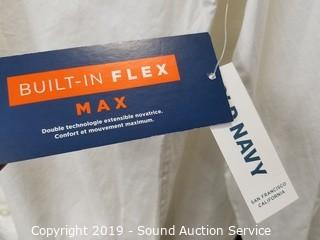 BUILT-IN FLEX
MAX
Double technologie extensible novatrice.
Confort et mouvement maximum.
NAVY
SAN FRANCISCO
CALIFORNIA
Copyright 2019 - Sound Auction Service